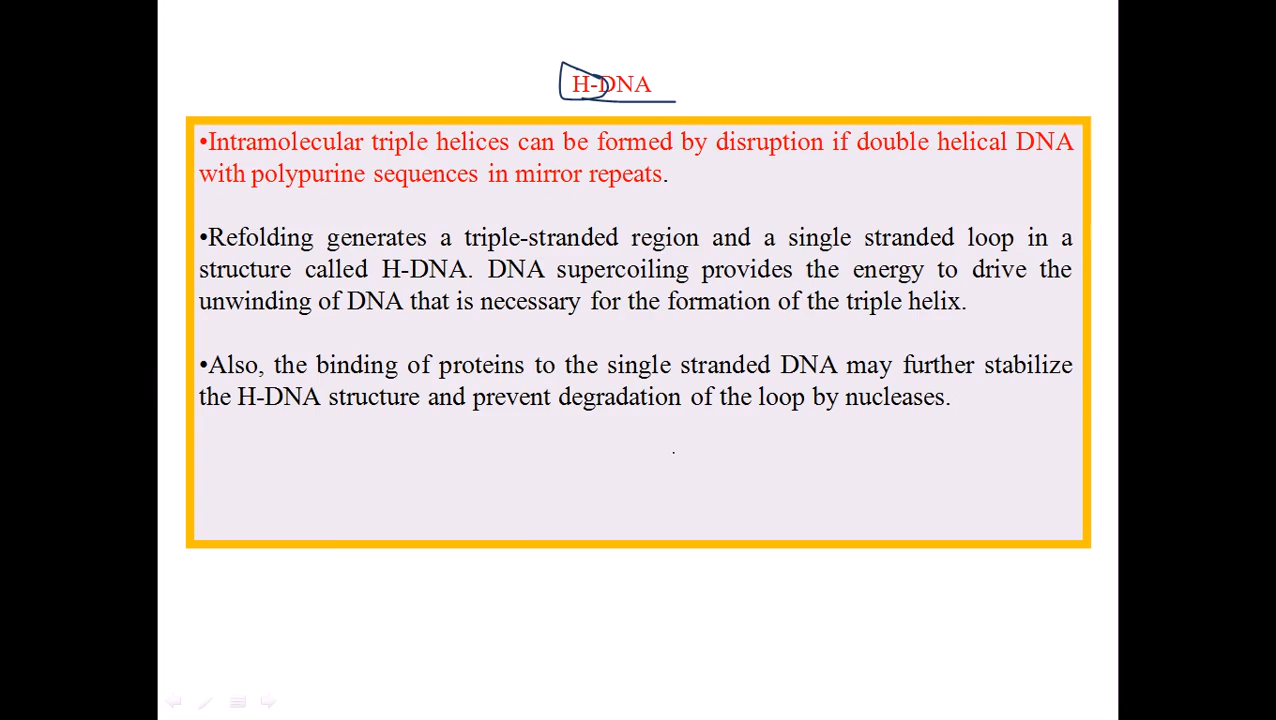 H-DNA
•Intramolecular triple helices can be formed by disruption if double helical DNA
with polypurine sequences in mirror repeats.
•Refolding generates a triple-stranded region and a single stranded loop in a
structure called H-DNA. DNA supercoiling provides the energy to drive the
unwinding of DNA that is necessary for the formation of the triple helix.
•Also, the binding of proteins to the single stranded DNA may further stabilize
the H-DNA structure and prevent degradation of the loop by nucleases.